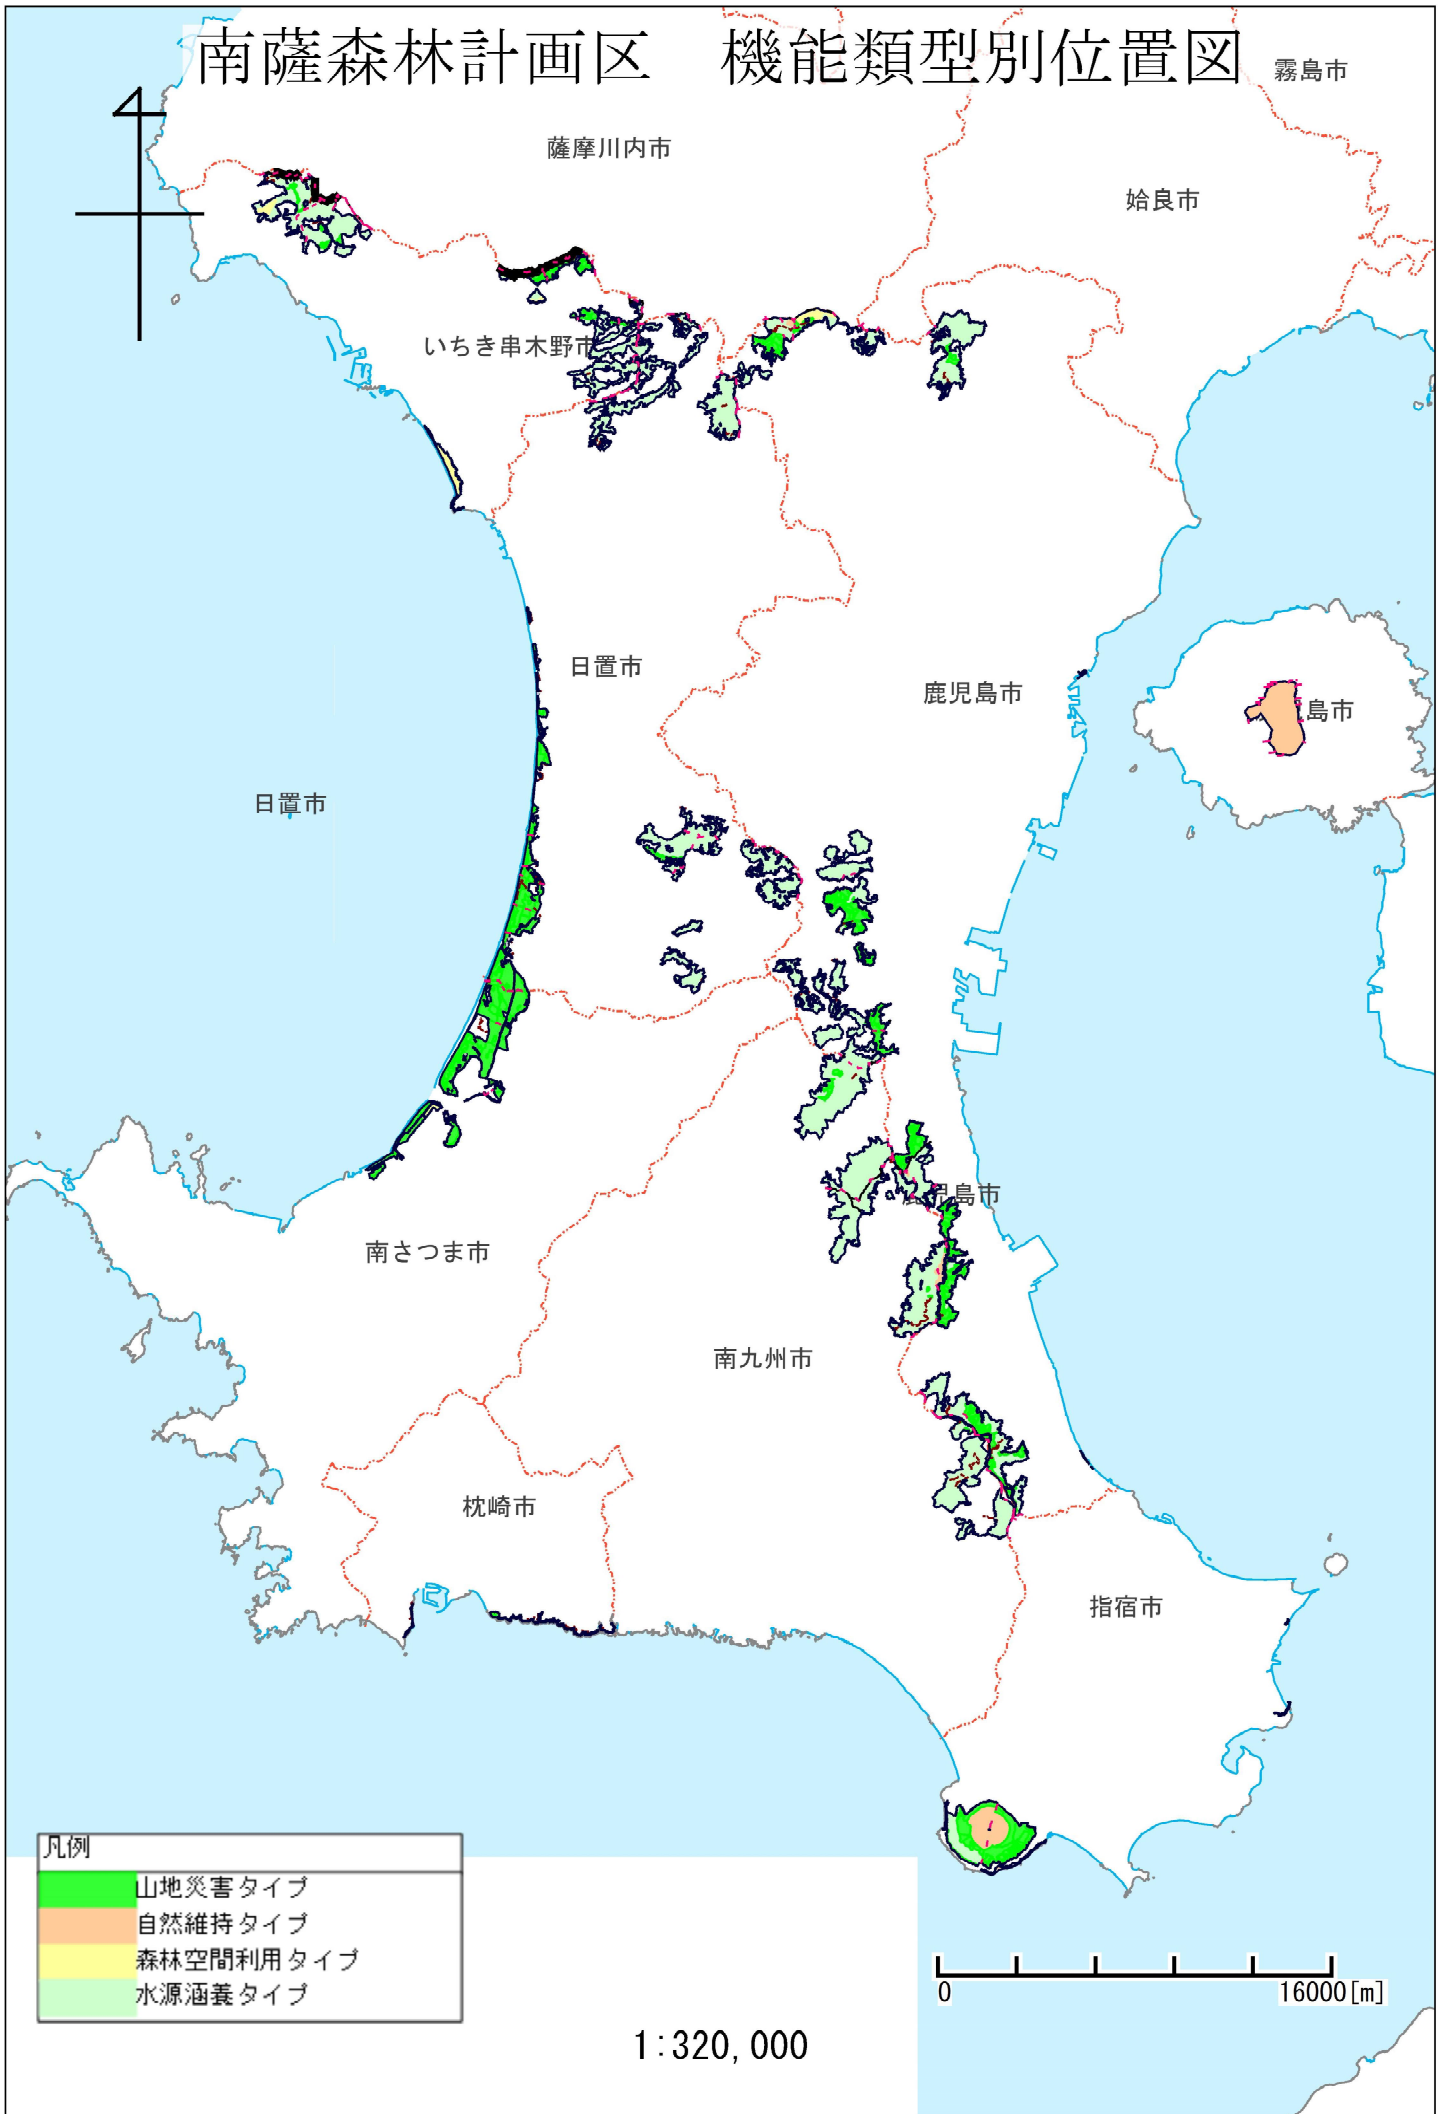 南薩森林計画区　機能類型別位置図
霧島市
薩摩川内市
姶良市
いちき串木野市
日置市
鹿児島市
島市
日置市
児島市
南さつま市
南九州市
枕崎市
指宿市
凡例
山地災害タイプ
自然維持タイプ
森林空間利用タイプ
水源涵養タイプ
0 16000[m]
1:320,000